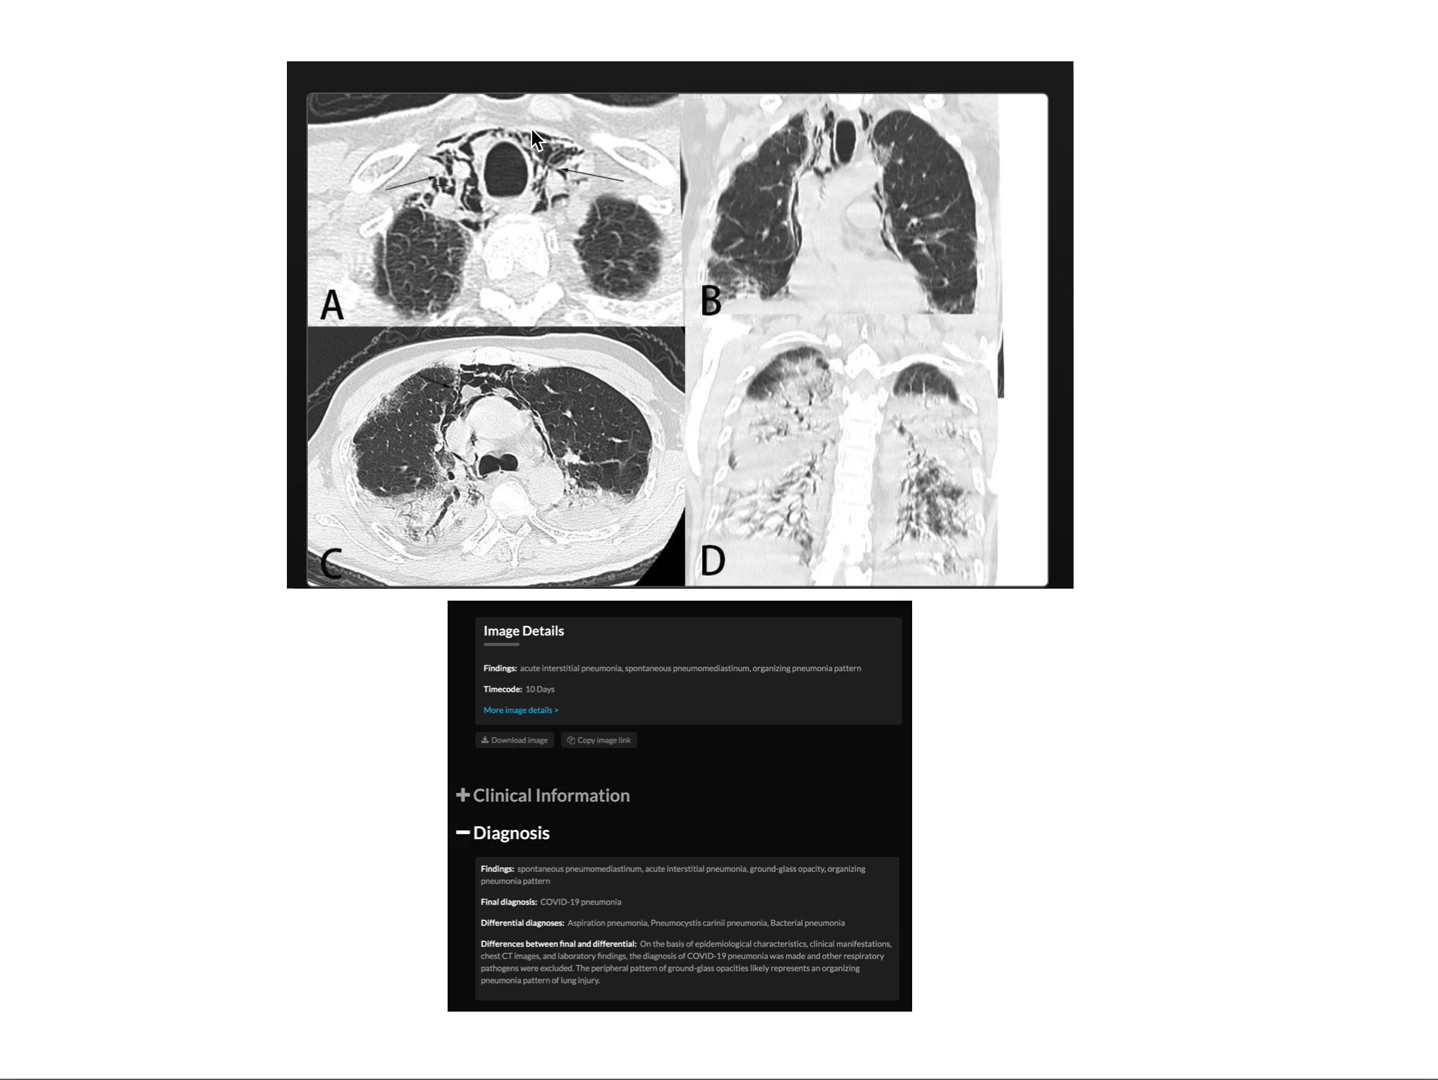 A
B
C
D
Image Details
Findings: acute interstitial pneumonia, spontaneous pneumomediastinum, organizing pneumonia pattern
Timecode: 10 Days
More image details >
Download image
Copy image link
Clinical Information
Diagnosis
Findings: spontaneous pneumomediastinum, acute interstitial pneumonia, ground-glass opacity, organizing
pneumonia pattern
Final diagnosis: COVID-19 pneumonia
Differential diagnoses: Aspiration pneumonia, Pneumocystis carinii pneumonia, Bacterial pneumonia
Differences between final and differential: On the basis of epidemiological characteristics, clinical manifestations,
chest CT images, and laboratory findings, the diagnosis of COVID-19 pneumonia was made and other respiratory
pathogens were excluded. The peripheral pattern of ground-glass opacities likely represents an organizing
pneumonia pattern of lung injury.